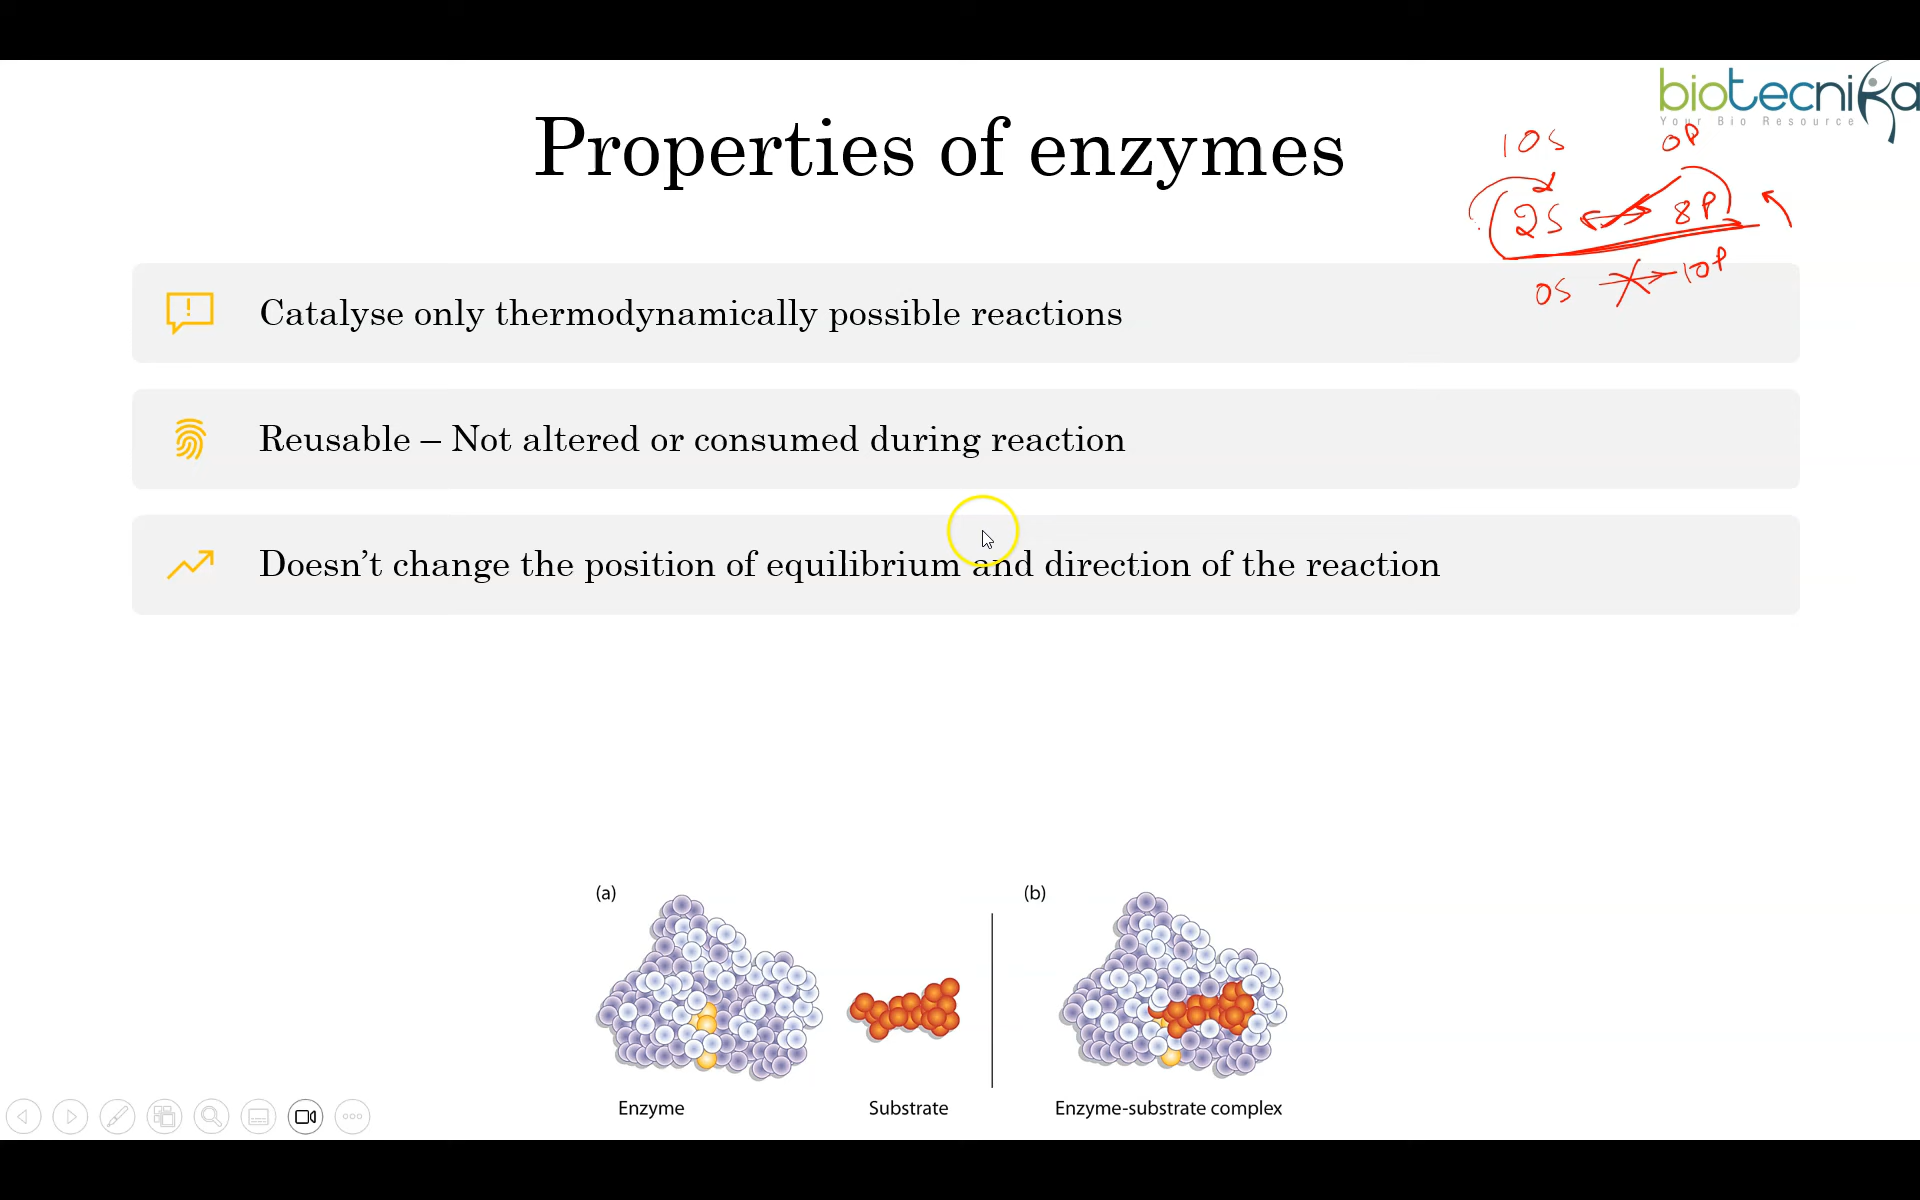 biotecnika
Your Bio Resource
Properties of enzymes
10S 0P
2S 8P
0S 10P
Catalyse only thermodynamically possible reactions
Reusable – Not altered or consumed during reaction
Doesn’t change the position of equilibrium and direction of the reaction
(a) (b)
Enzyme Substrate Enzyme-substrate complex